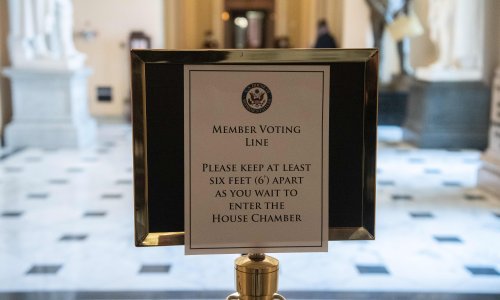 Member Voting
Line
Please keep at least
six feet (6') apart
as you wait to
enter the
House Chamber